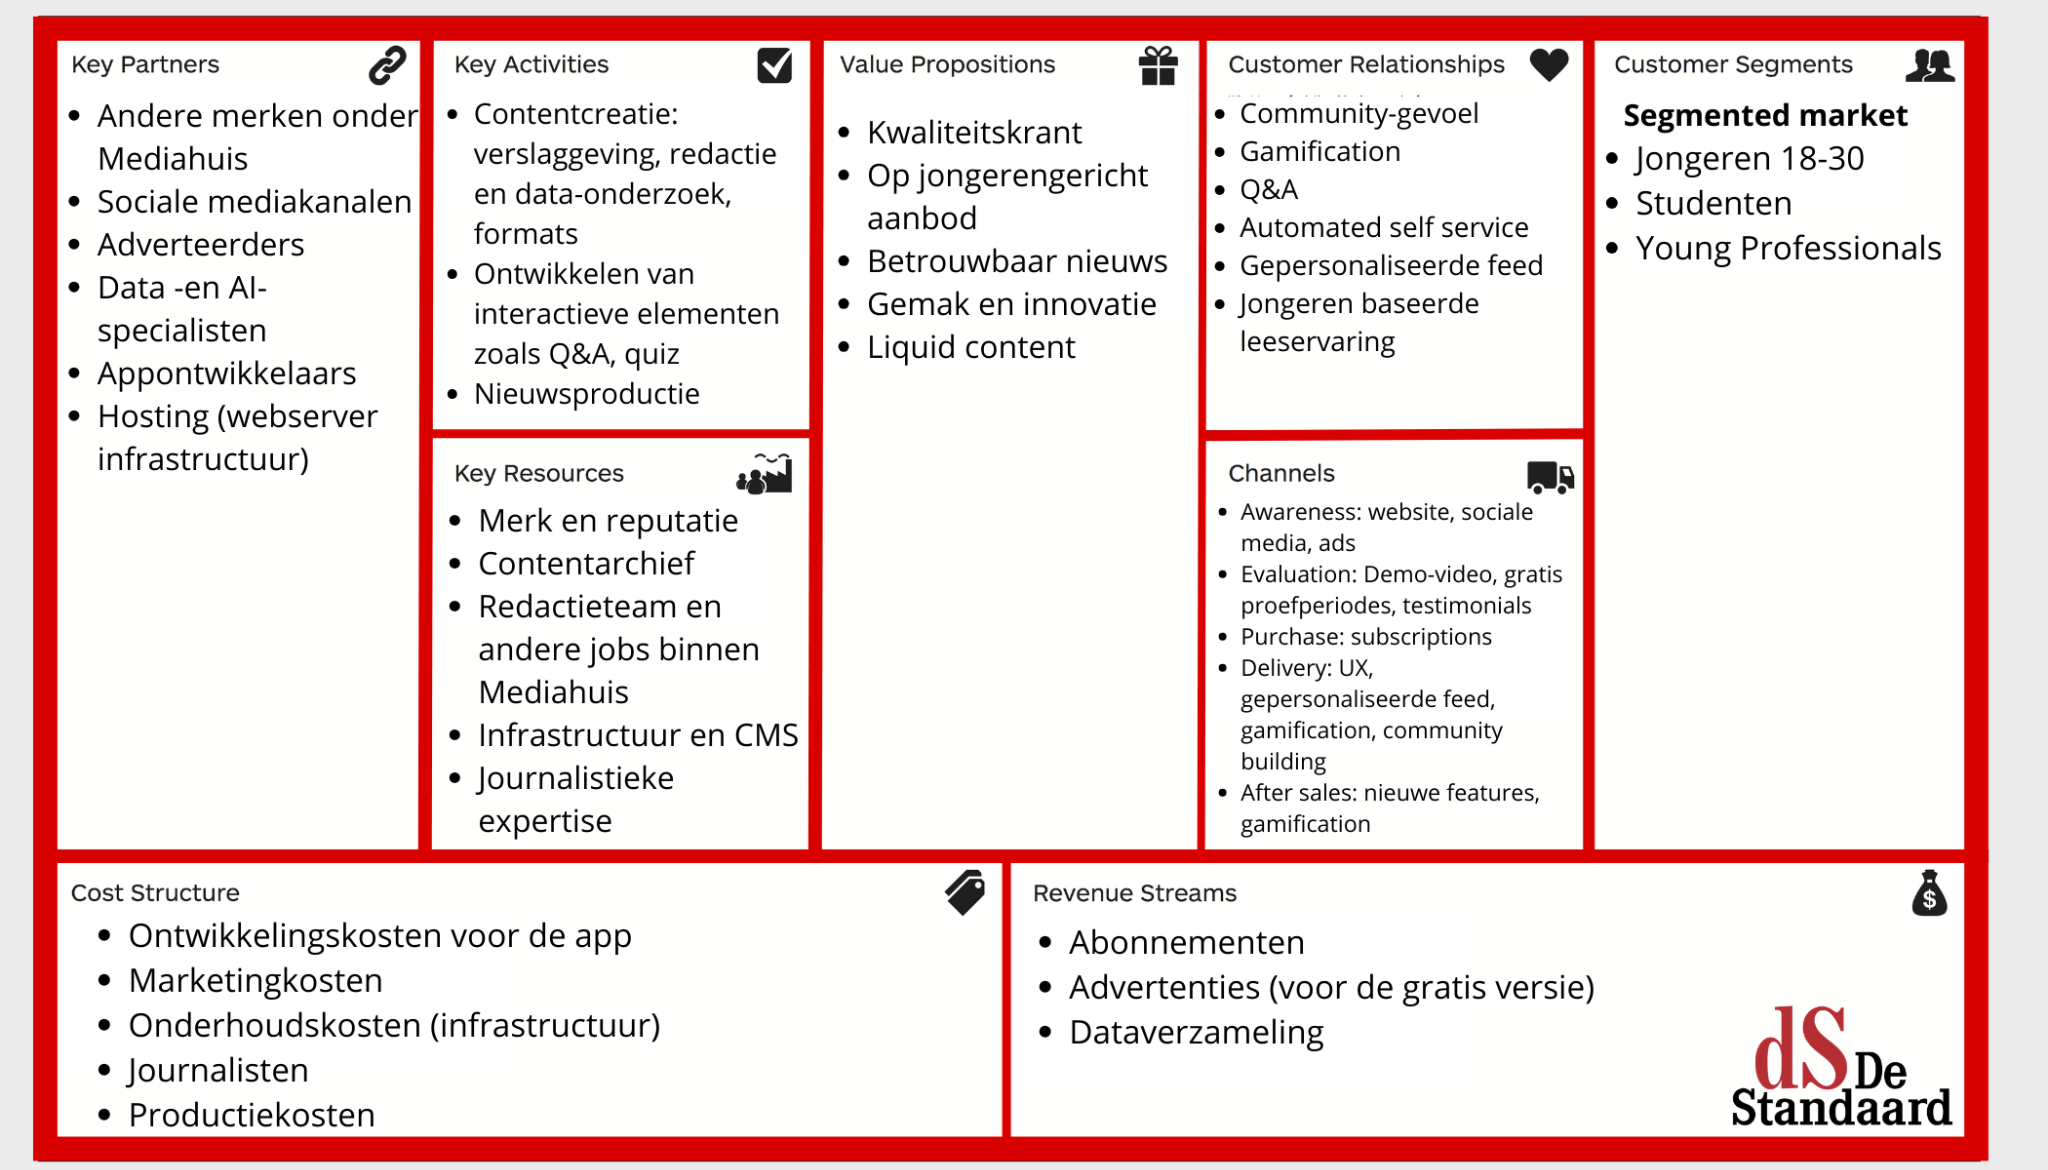 Key Partners
• Andere merken onder
Mediahuis
• Sociale mediakanalen
• Adverteerders
• Data -en AI-
specialisten
• Appontwikkelaars
• Hosting (webserver
infrastructuur)
Key Activities
• Contentcreatie:
verslaggeving, redactie
en data-onderzoek,
formats
• Ontwikkelen van
interactieve elementen
zoals Q&A, quiz
• Nieuwsproductie
Key Resources
• Merk en reputatie
• Contentarchief
• Redactieteam en
andere jobs binnen
Mediahuis
• Infrastructuur en CMS
• Journalistieke
expertise
Value Propositions
• Kwaliteitskrant
• Op jongerengericht
aanbod
• Betrouwbaar nieuws
• Gemak en innovatie
• Liquid content
Customer Relationships
• Community-gevoel
• Gamification
• Q&A
• Automated self service
• Gepersonaliseerde feed
• Jongeren baseerde
leeservaring
Channels
• Awareness: website, sociale
media, ads
• Evaluation: Demo-video, gratis
proefperiodes, testimonials
• Purchase: subscriptions
• Delivery: UX,
gepersonaliseerde feed,
gamification, community
building
• After sales: nieuwe features,
gamification
Customer Segments
Segmented market
• Jongeren 18-30
• Studenten
• Young Professionals
Cost Structure
• Ontwikkelingskosten voor de app
• Marketingkosten
• Onderhoudskosten (infrastructuur)
• Journalisten
• Productiekosten
Revenue Streams
$
• Abonnementen
• Advertenties (voor de gratis versie)
• Dataverzameling
dS De
Standaard